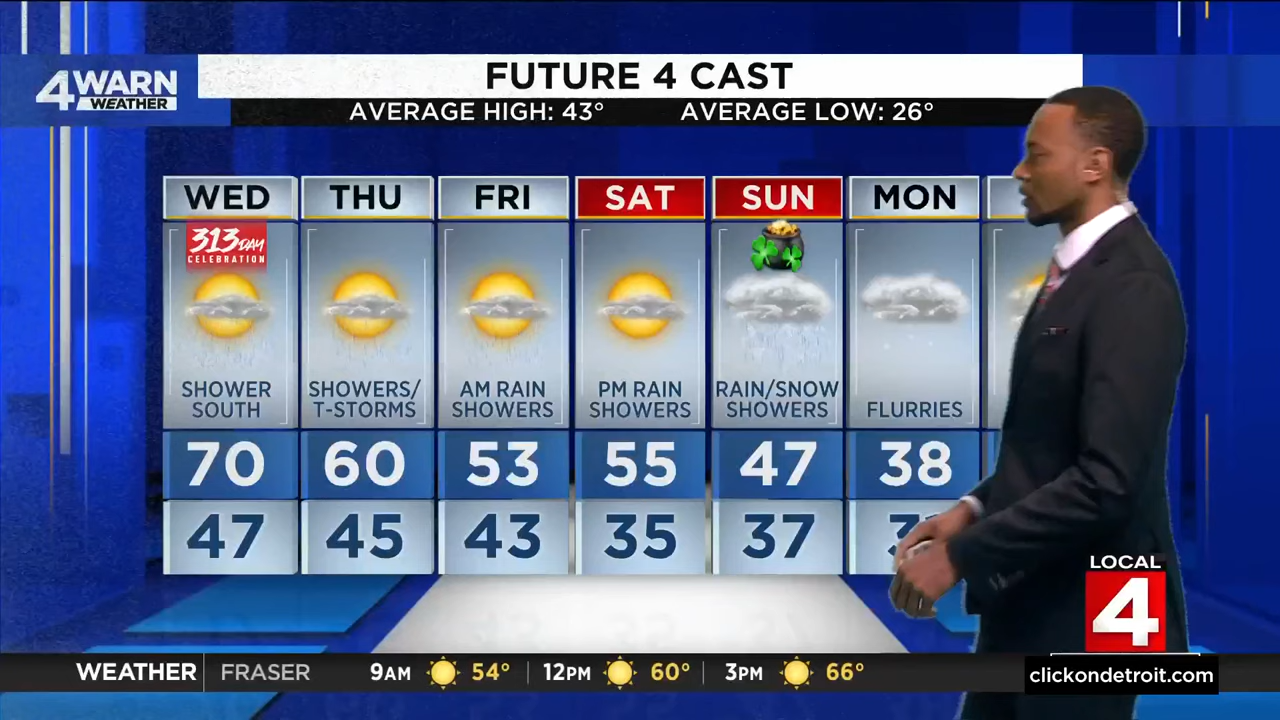 4WARN
WEATHER
FUTURE 4 CAST
AVERAGE HIGH: 43° AVERAGE LOW: 26°
WED THU FRI SAT SUN MON
313 DAY
CELEBRATION
SHOWER SOUTH
SHOWERS/ T-STORMS
AM RAIN SHOWERS
PM RAIN SHOWERS
RAIN/SNOW SHOWERS
FLURRIES
70 60 53 55 47 38
47 45 43 35 37
LOCAL
4
WEATHER FRASER 9AM 54° 12PM 60° 3PM 66°
clickondetroit.com